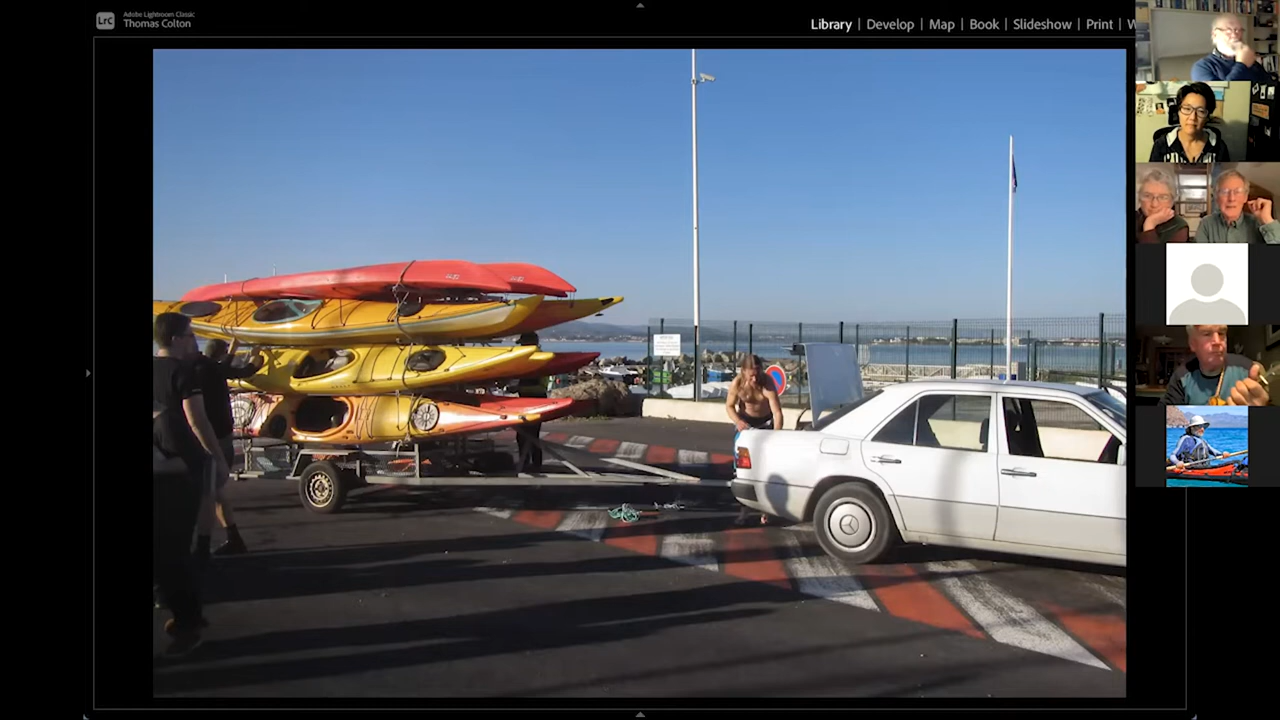 LrC
Adobe Lightroom Classic
Thomas Colton
Library | Develop | Map | Book | Slideshow | Print | W